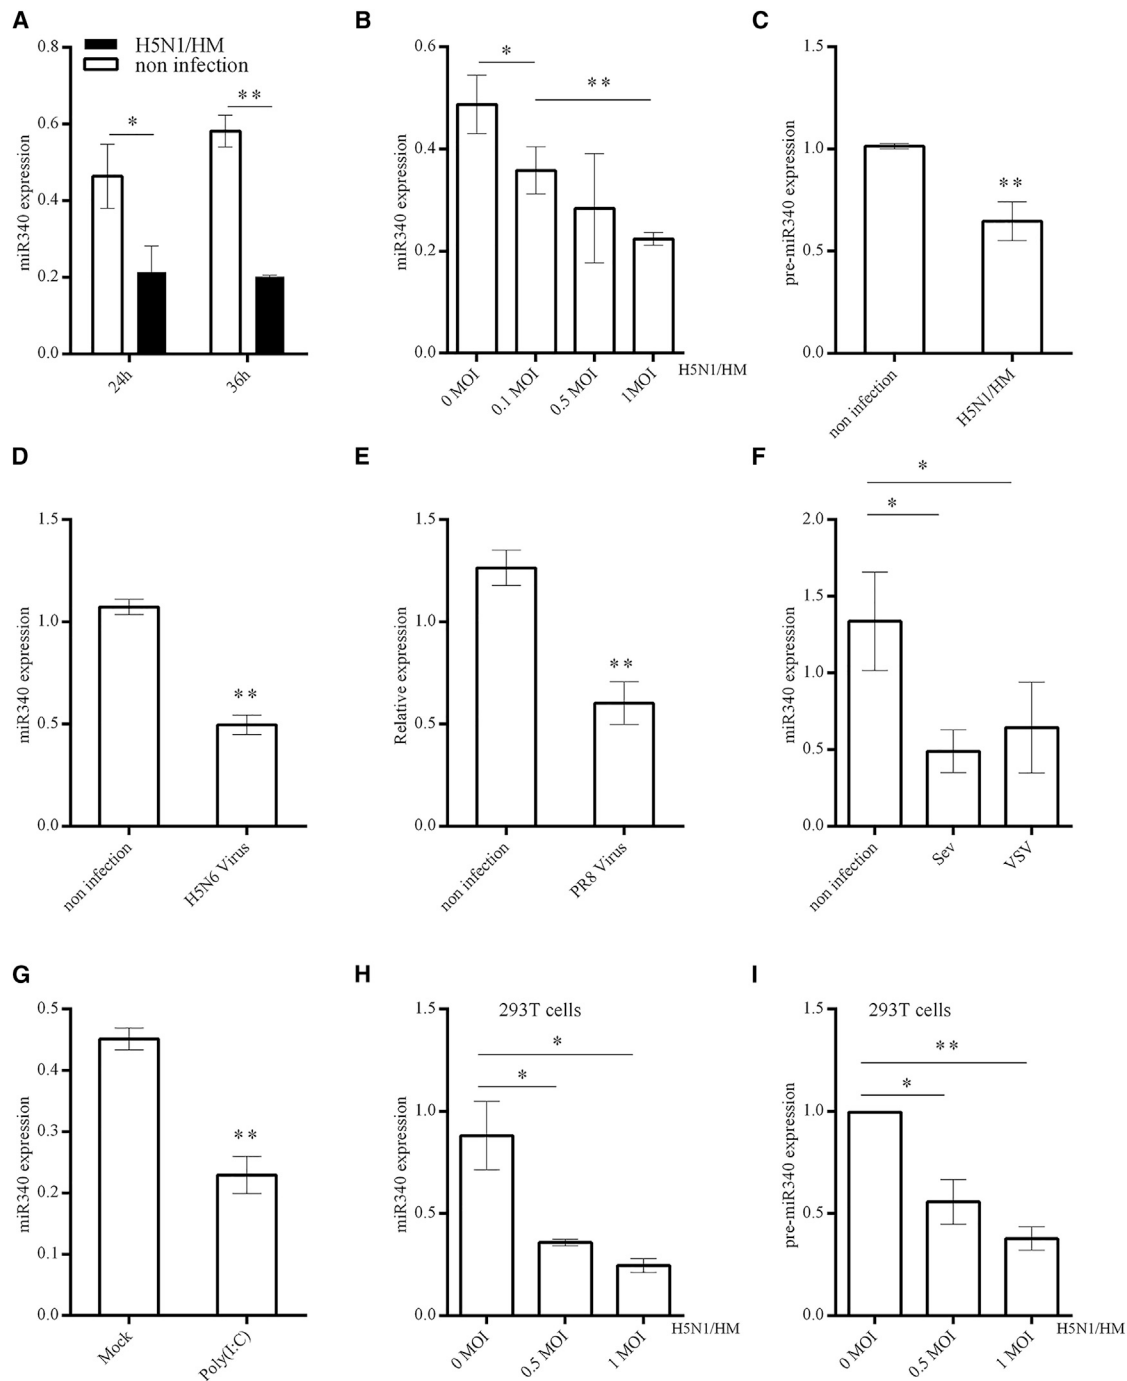 A
H5N1/HM
non infection
0.8
0.6
0.4
0.2
0.0
miR340 expression
*
**
24h
36h
B
0.6
0.4
0.2
0.0
miR340 expression
*
**
0 MOI
0.1 MOI
0.5 MOI
1MOI
H5N1/HM
C
1.5
1.0
0.5
0.0
pre-miR340 expression
**
non infection
H5N1/HM
D
1.5
1.0
0.5
0.0
miR340 expression
**
non infection
H5N6 Virus
E
1.5
1.0
0.5
0.0
Relative expression
**
non infection
PR8 Virus
F
*
*
2.0
1.5
1.0
0.5
0.0
miR340 expression
non infection
Sev
VSV
G
0.5
0.4
0.3
0.2
0.1
0.0
miR340 expression
**
Mock
Poly(I:C)
H
293T cells
1.5
1.0
0.5
0.0
miR340 expression
*
*
0 MOI
0.5 MOI
1 MOI
H5N1/HM
I
293T cells
1.5
1.0
0.5
0.0
pre-miR340 expression
**
*
0 MOI
0.5 MOI
1 MOI
H5N1/HM